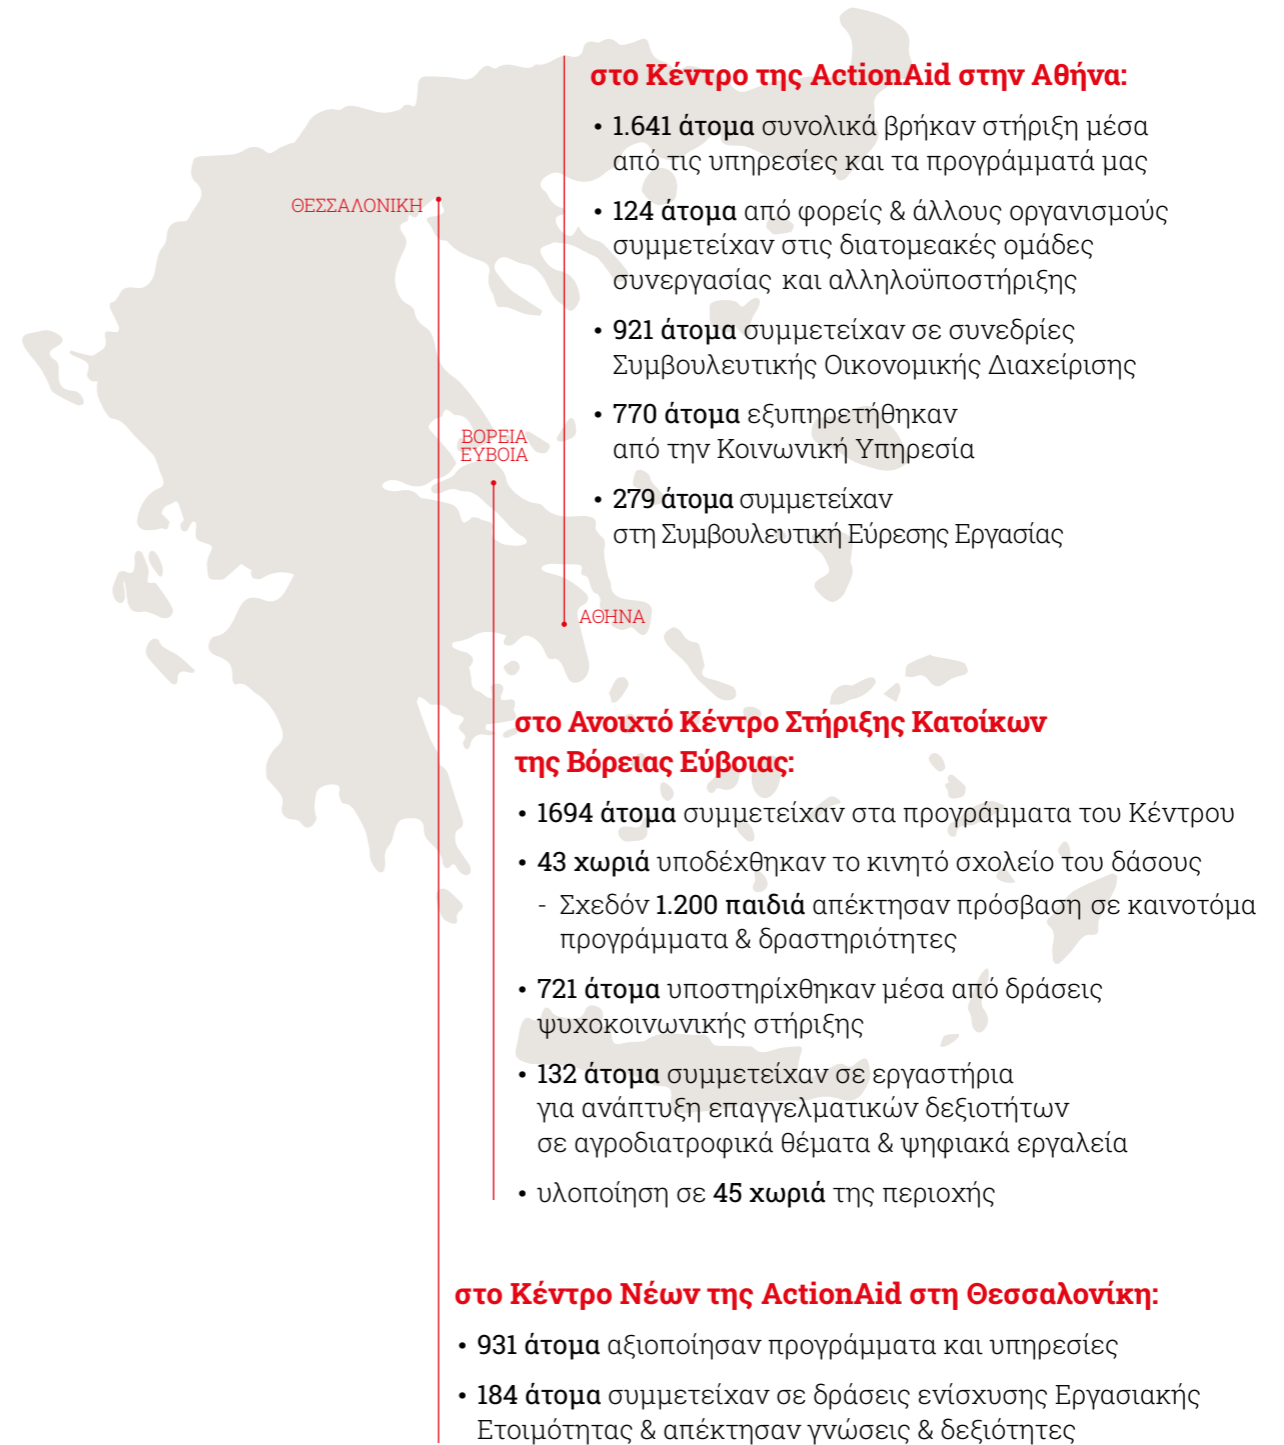 στο Κέντρο της ActionAid στην Αθήνα:
• 1.641 άτομα συνολικά βρήκαν στήριξη μέσα
από τις υπηρεσίες και τα προγράμματά μας
ΘΕΣΣΑΛΟΝΙΚΗ
• 124 άτομα από φορείς & άλλους οργανισμούς
συμμετείχαν στις διατομεακές ομάδες
συνεργασίας και αλληλοϋποστήριξης
• 921 άτομα συμμετείχαν σε συνεδρίες
Συμβουλευτικής Οικονομικής Διαχείρισης
• 770 άτομα εξυπηρετήθηκαν
από την Κοινωνική Υπηρεσία
ΒΟΡΕΙΑ
ΕΥΒΟΙΑ
• 279 άτομα συμμετείχαν
στη Συμβουλευτική Εύρεσης Εργασίας
ΑΘΗΝΑ
στο Ανοιχτό Κέντρο Στήριξης Κατοίκων
της Βόρειας Εύβοιας:
• 1694 άτομα συμμετείχαν στα προγράμματα του Κέντρου
• 43 χωριά υποδέχθηκαν το κινητό σχολείο του δάσους
- Σχεδόν 1.200 παιδιά απέκτησαν πρόσβαση σε καινοτόμα
προγράμματα & δραστηριότητες
• 721 άτομα υποστηρίχθηκαν μέσα από δράσεις
ψυχοκοινωνικής στήριξης
• 132 άτομα συμμετείχαν σε εργαστήρια
για ανάπτυξη επαγγελματικών δεξιοτήτων
σε αγροδιατροφικά θέματα & ψηφιακά εργαλεία
• υλοποίηση σε 45 χωριά της περιοχής
στο Κέντρο Νέων της ActionAid στη Θεσσαλονίκη:
• 931 άτομα αξιοποίησαν προγράμματα και υπηρεσίες
• 184 άτομα συμμετείχαν σε δράσεις ενίσχυσης Εργασιακής
Ετοιμότητας & απέκτησαν γνώσεις & δεξιότητες